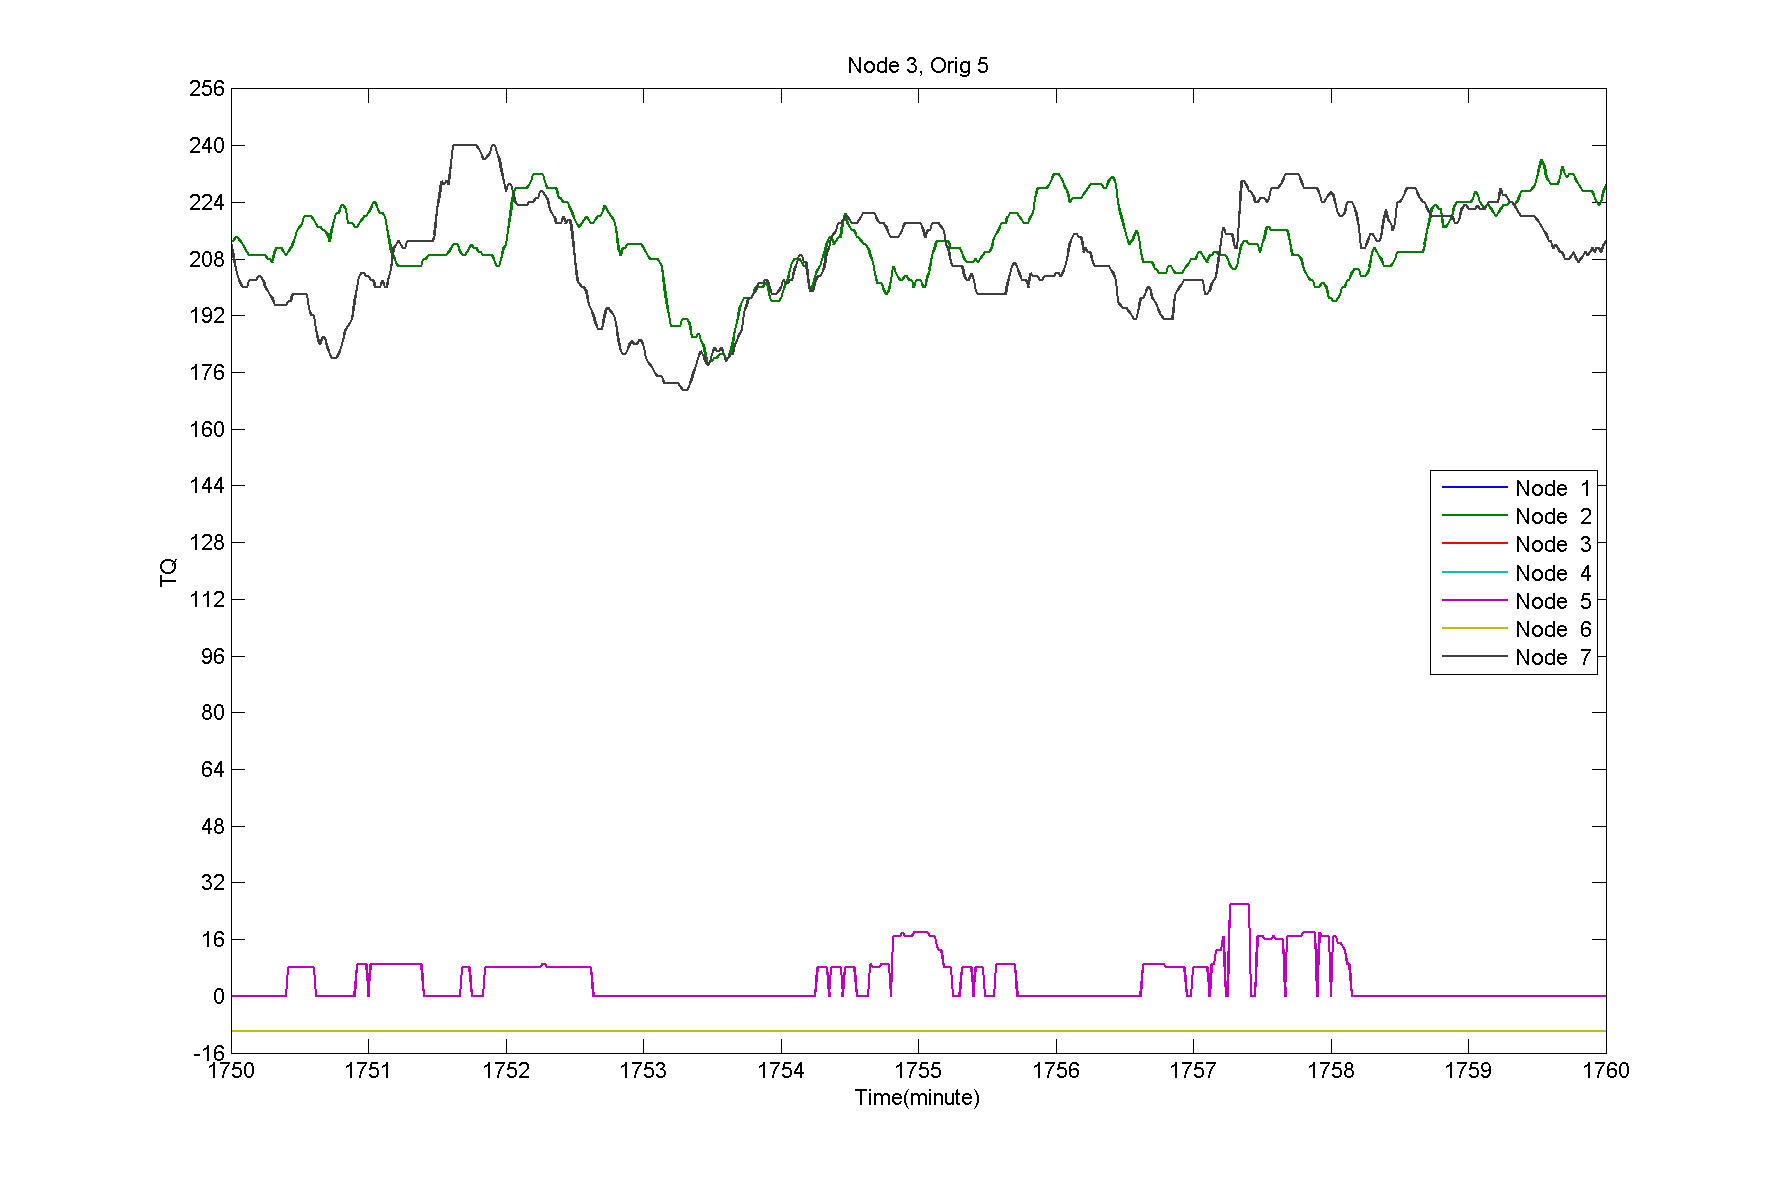 Node 3, Orig 5
256
240
224
208
192
176
160
144
128
112
96
80
64
48
32
16
0
-16
TQ
Node 1
Node 2
Node 3
Node 4
Node 5
Node 6
Node 7
1750 1751 1752 1753 1754 1755 1756 1757 1758 1759 1760
Time(minute)